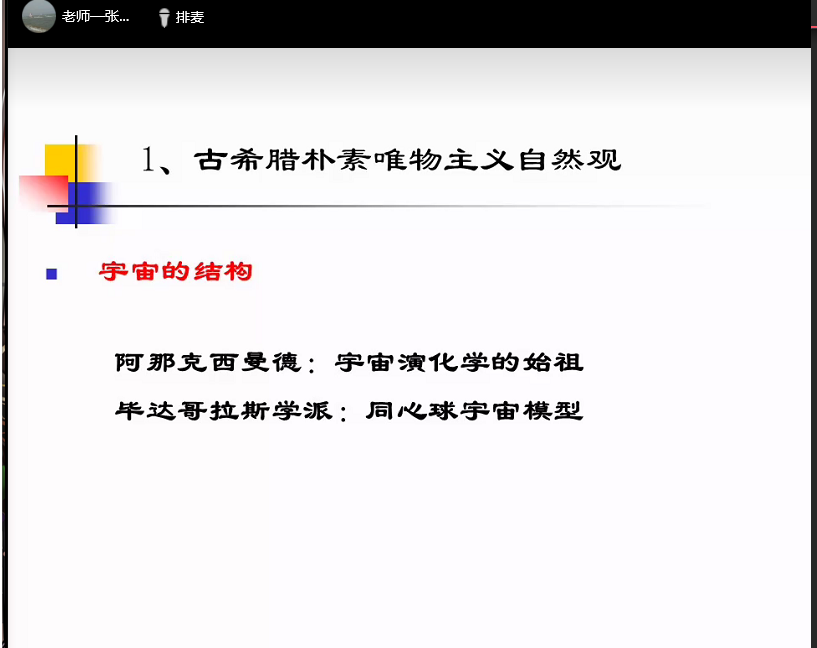 老师—张... 排麦
1、古希腊朴素唯物主义自然观
宇宙的结构
阿那克西曼德：宇宙演化学的始祖
毕达哥拉斯学派：同心球宇宙模型